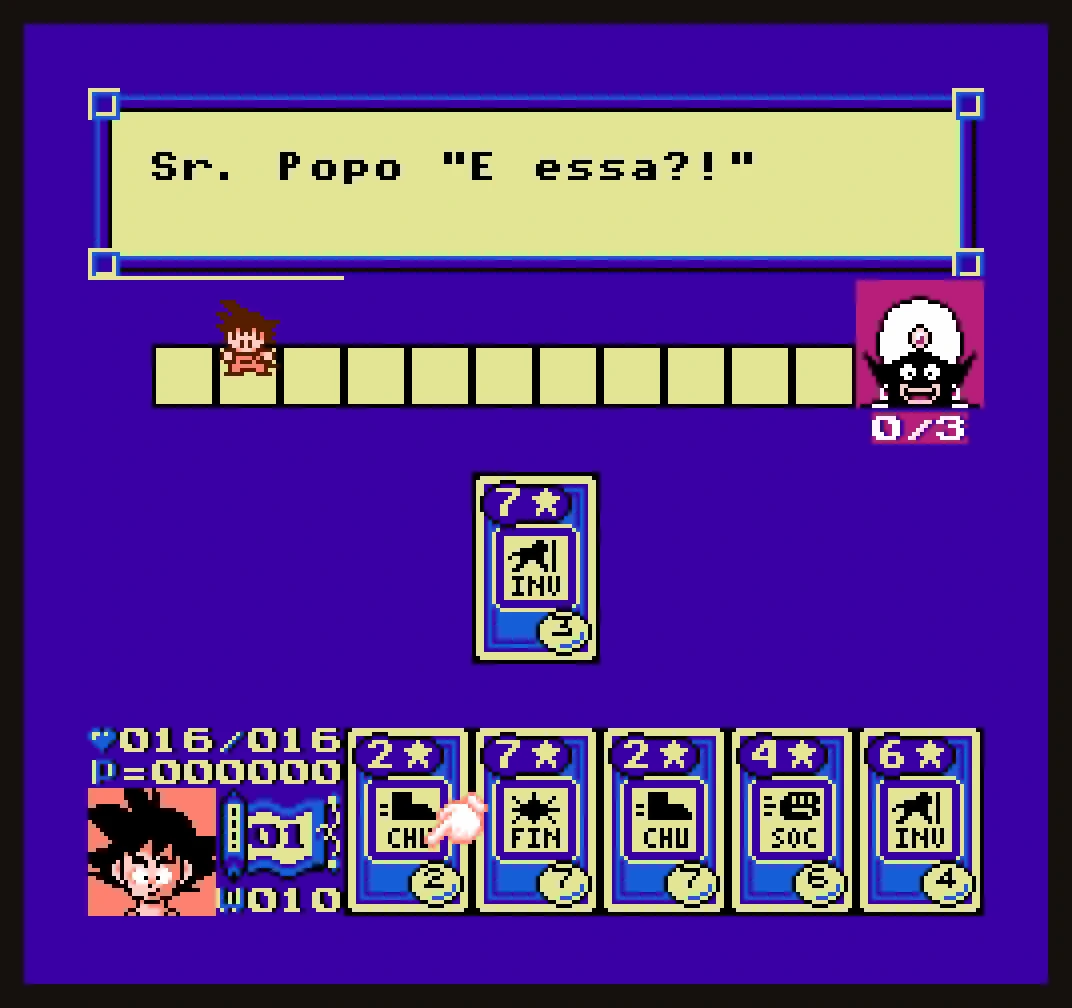 Sr. Popo "E essa?!"
0/3
7★
INV
3
♥016/016
P=000000
01
W010
2★ 7★ 2★ 4★ 6★
CHU FIN CHU SOC INV
2 7 7 6 4